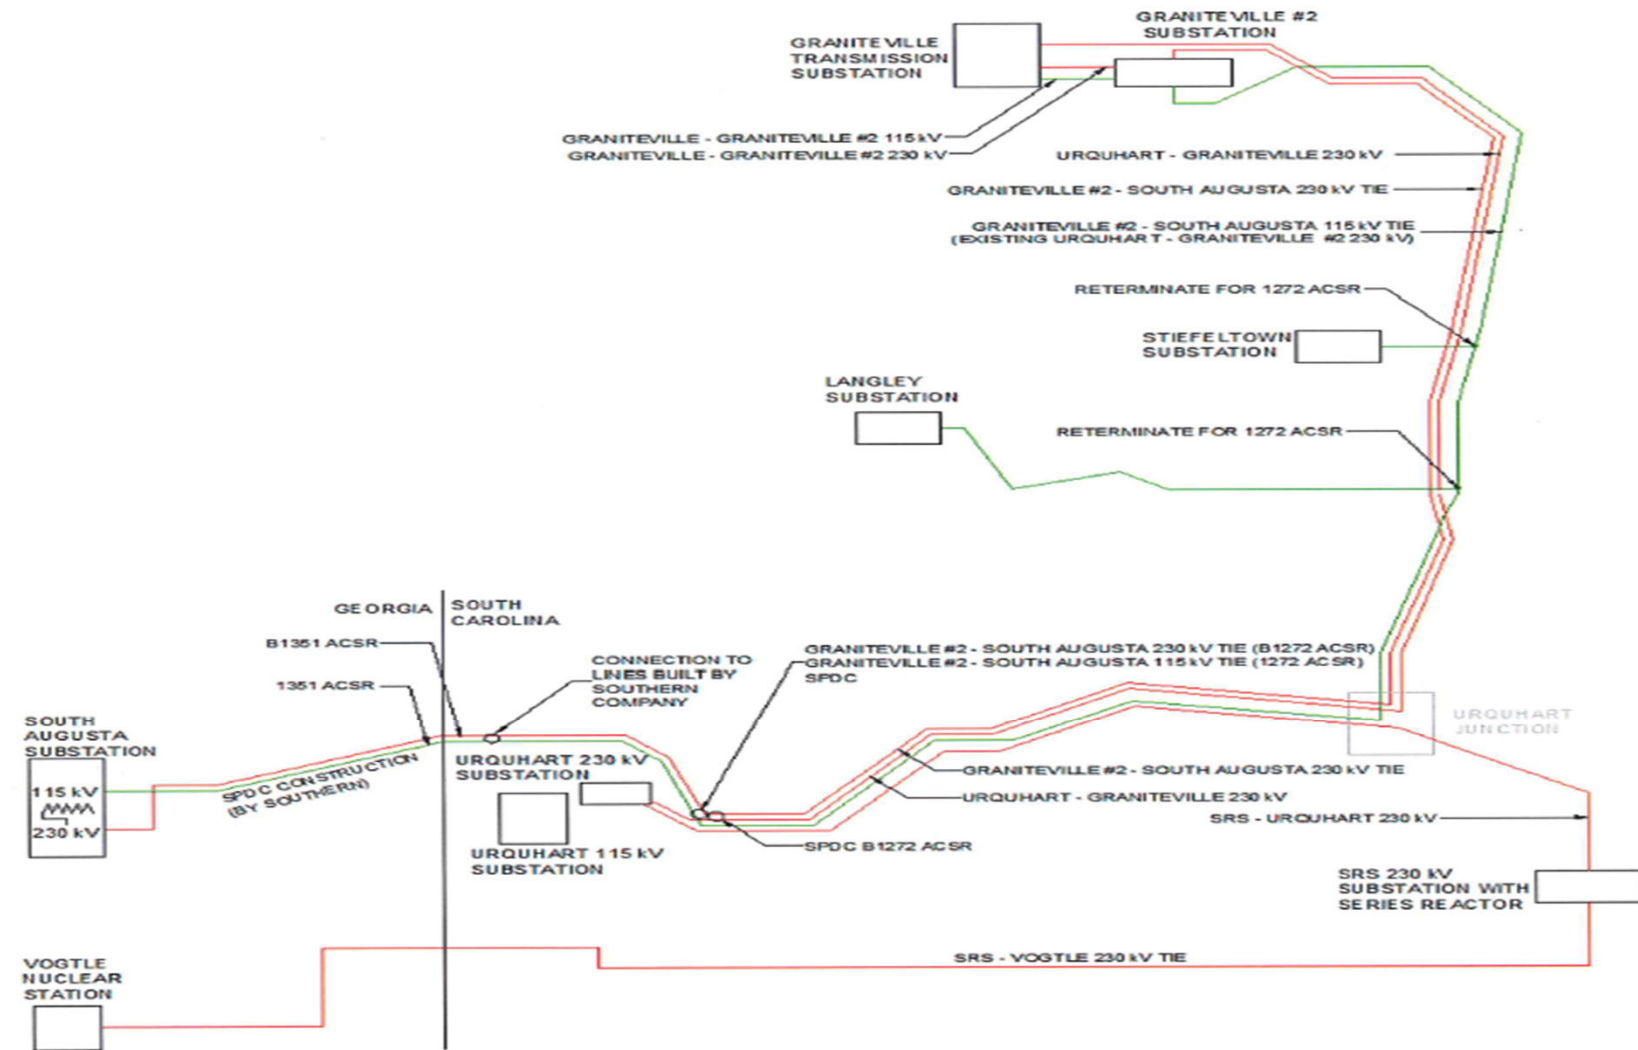 GRANITEVILLE #2
SUBSTATION
GRANITEVILLE
TRANSMISSION
SUBSTATION
GRANITEVILLE - GRANITEVILLE #2 115 kV
GRANITEVILLE - GRANITEVILLE #2 230 kV
URQUHART - GRANITEVILLE 230 kV
GRANITEVILLE #2 - SOUTH AUGUSTA 230 kV TIE
GRANITEVILLE #2 - SOUTH AUGUSTA 115 kV TIE
(EXISTING URQUHART - GRANITEVILLE #2 230 kV)
RETERMINATE FOR 1272 ACSR
STIEFELTOWN
SUBSTATION
LANGLEY
SUBSTATION
RETERMINATE FOR 1272 ACSR
GEORGIA
SOUTH
CAROLINA
B1351 ACSR
1351 ACSR
CONNECTION TO
LINES BUILT BY
SOUTHERN
COMPANY
GRANITEVILLE #2 - SOUTH AUGUSTA 230 kV TIE (B1272 ACSR)
GRANITEVILLE #2 - SOUTH AUGUSTA 115 kV TIE (1272 ACSR)
SPDC
SOUTH
AUGUSTA
SUBSTATION
115 kV
230 kV
SPDC CONSTRUCTION
(BY SOUTHERN)
URQUHART 230 kV
SUBSTATION
URQUHART 115 kV
SUBSTATION
URQUHART
JUNCTION
GRANITEVILLE #2 - SOUTH AUGUSTA 230 kV TIE
URQUHART - GRANITEVILLE 230 kV
SRS - URQUHART 230 kV
SPDC B1272 ACSR
SRS 230 kV
SUBSTATION WITH
SERIES REACTOR
SRS - VOGTLE 230 kV TIE
VOGTLE
NUCLEAR
STATION